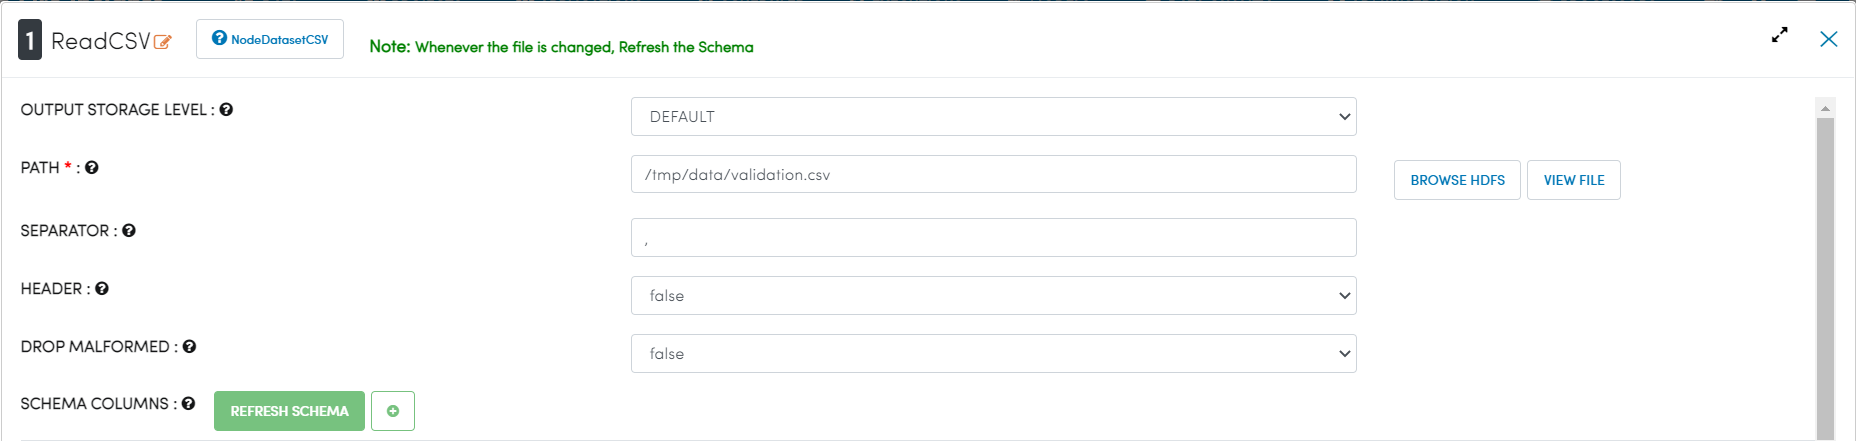 1 ReadCSV NodeDatasetCSV Note: Whenever the file is changed, Refresh the Schema
OUTPUT STORAGE LEVEL : DEFAULT
PATH * : /tmp/data/validation.csv BROWSE HDFS VIEW FILE
SEPARATOR : ,
HEADER : false
DROP MALFORMED : false
SCHEMA COLUMNS : REFRESH SCHEMA